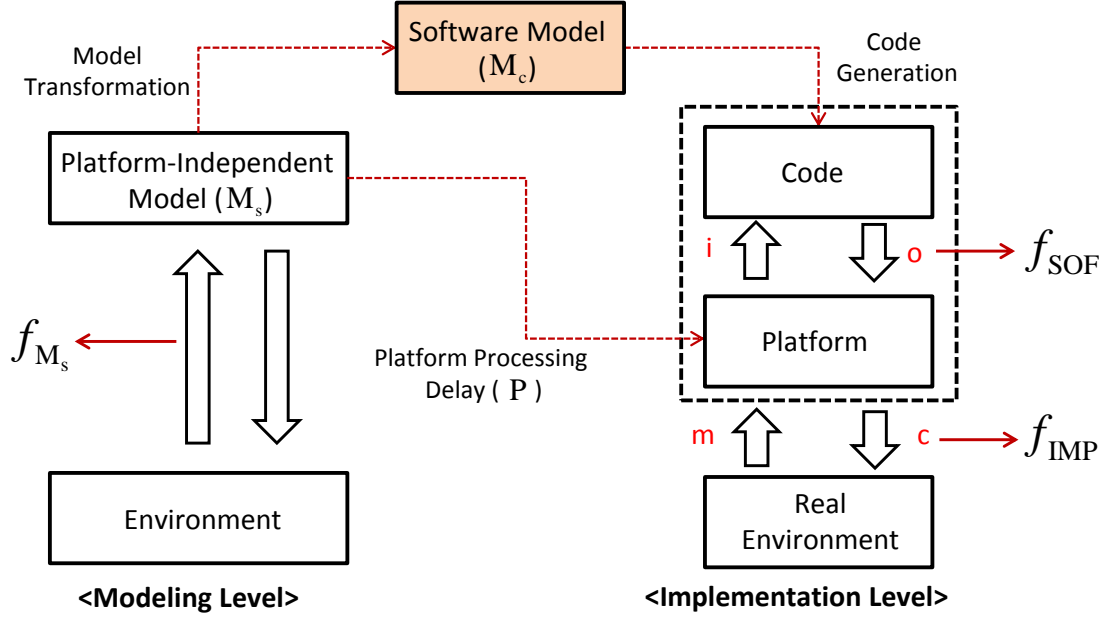 Model
Transformation
Software Model
(Mc)
Code
Generation
Platform-Independent
Model (Ms)
Code
i
o
fSOF
fMs
Platform Processing
Delay ( P )
Platform
m
c
fIMP
Environment
Real
Environment
<Modeling Level>
<Implementation Level>